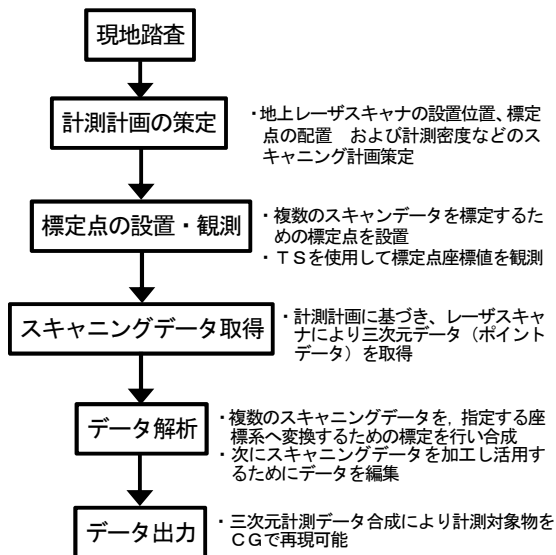 現地踏査
計測計画の策定
・地上レーザスキャナの設置位置、標定
点の配置　および計測密度などのス
キャニング計画策定
標定点の設置・観測
・複数のスキャンデータを標定するた
めの標定点を設置
・ＴＳを使用して標定点座標値を観測
スキャニングデータ取得
・計測計画に基づき、レーザスキャ
ナにより三次元データ（ポイント
データ）を取得
データ解析
・複数のスキャニングデータを，指定する座
標系へ変換するための標定を行い合成
・次にスキャニングデータを加工し活用す
るためにデータを編集
データ出力
・三次元計測データ合成により計測対象物を
ＣＧで再現可能